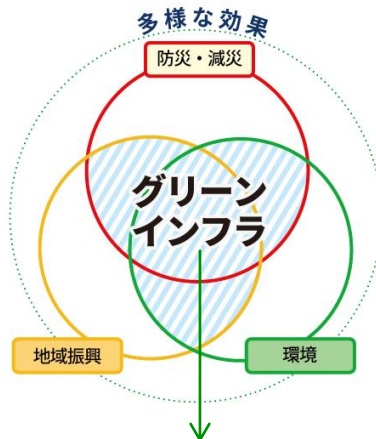 多様な効果
防災・減災
グリーン
インフラ
地域振興
環境